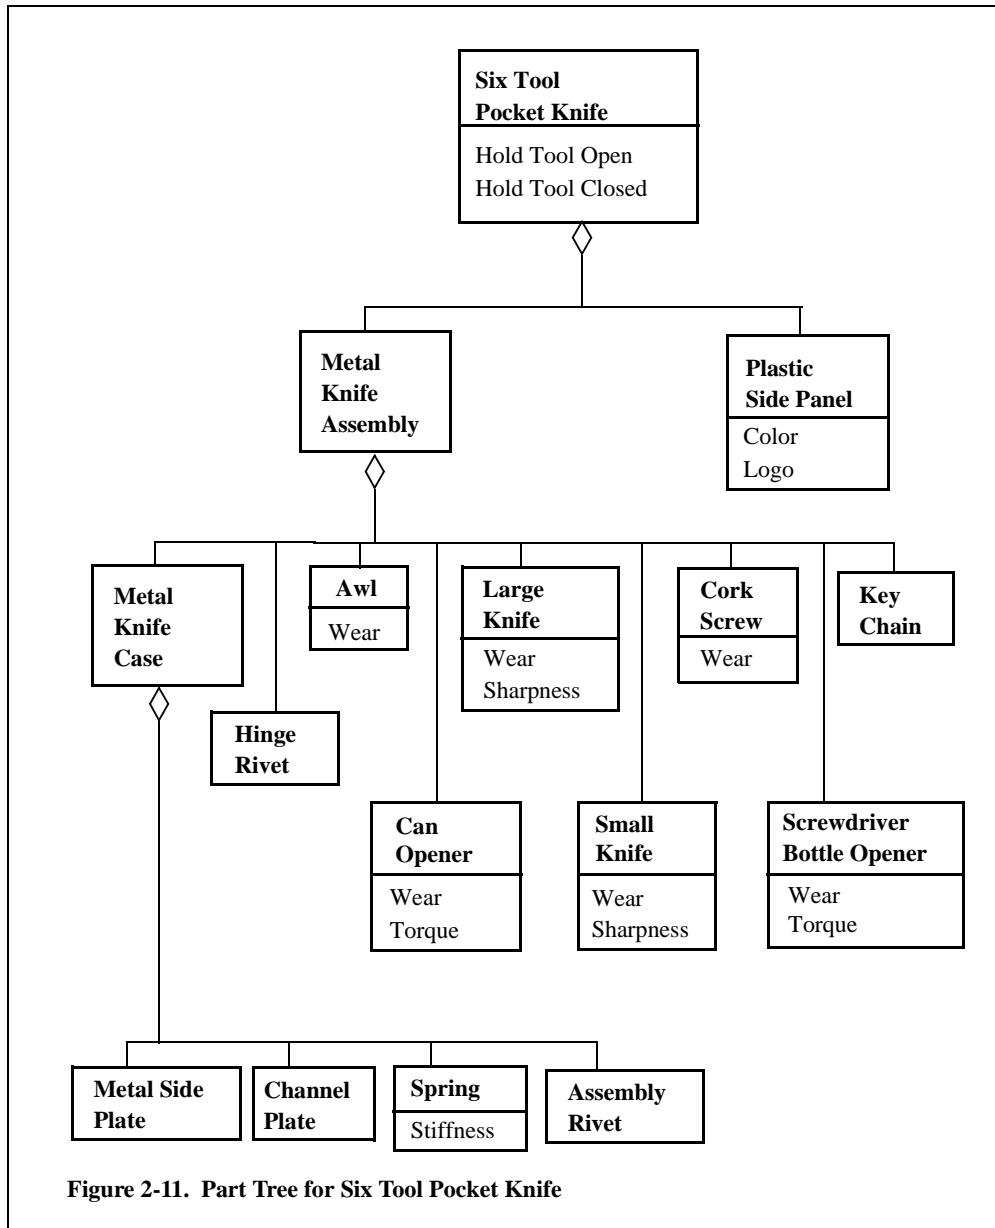 Six Tool
Pocket Knife
Hold Tool Open
Hold Tool Closed
Metal
Knife
Assembly
Plastic
Side Panel
Color
Logo
Metal
Knife
Case
Hinge
Rivet
Awl
Wear
Large
Knife
Wear
Sharpness
Cork
Screw
Wear
Key
Chain
Can
Opener
Wear
Torque
Small
Knife
Wear
Sharpness
Screwdriver
Bottle Opener
Wear
Torque
Metal Side
Plate
Channel
Plate
Spring
Stiffness
Assembly
Rivet
Figure 2-11. Part Tree for Six Tool Pocket Knife